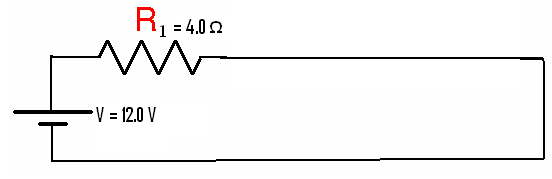 R₁ = 4.0 Ω
V = 12.0 V